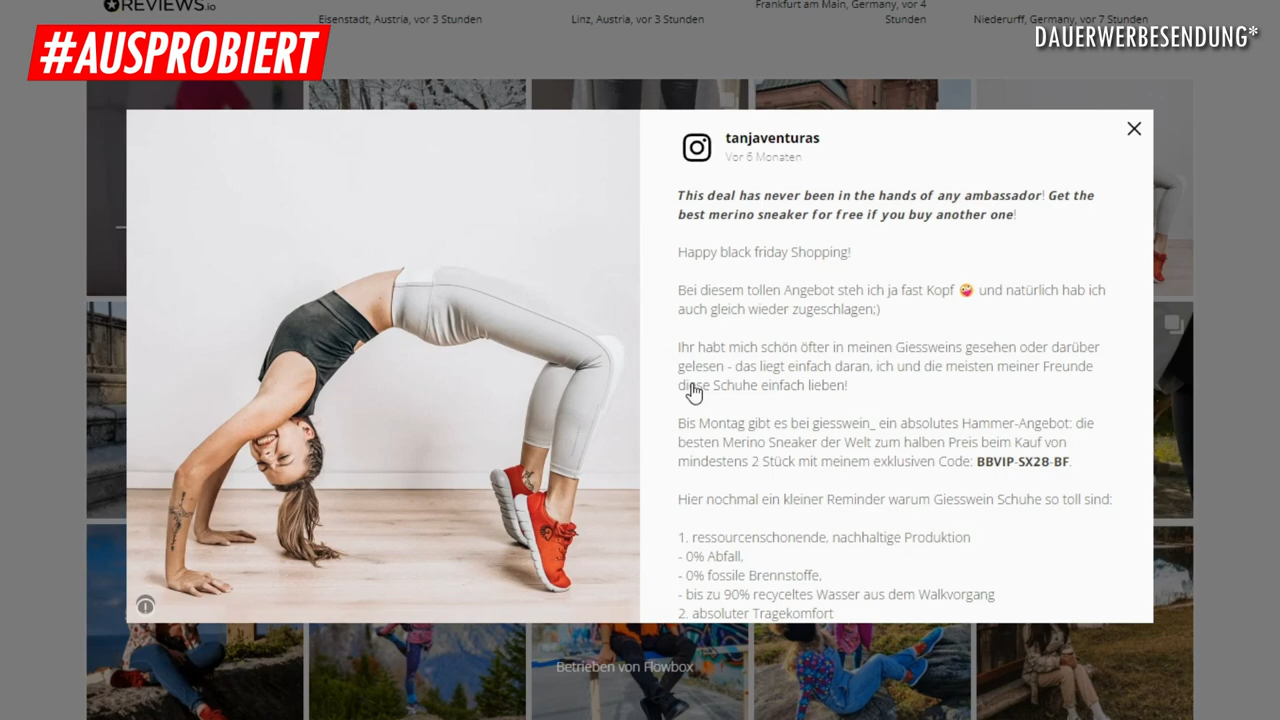 REVIEWS.io
Eisenstadt, Austria, vor 3 Stunden
Linz, Austria, vor 3 Stunden
Frankfurt am Main, Germany, vor 4
Stunden
Niederurff, Germany, vor 7 Stunden
#AUSPROBIERT
DAUERWERBESENDUNG*
tanjaventuras
Vor 6 Monaten
This deal has never been in the hands of any ambassador! Get the
best merino sneaker for free if you buy another one!
Happy black friday Shopping!
Bei diesem tollen Angebot steh ich ja fast Kopf 🤪 und natürlich hab ich
auch gleich wieder zugeschlagen;)
Ihr habt mich schön öfter in meinen Giessweins gesehen oder darüber
gelesen - das liegt einfach daran, ich und die meisten meiner Freunde
diese Schuhe einfach lieben!
Bis Montag gibt es bei giesswein_ ein absolutes Hammer-Angebot: die
besten Merino Sneaker der Welt zum halben Preis beim Kauf von
mindestens 2 Stück mit meinem exklusiven Code: BBVIP-SX28-BF.
Hier nochmal ein kleiner Reminder warum Giesswein Schuhe so toll sind:
1. ressourcenschonende, nachhaltige Produktion
- 0% Abfall,
- 0% fossile Brennstoffe,
- bis zu 90% recyceltes Wasser aus dem Walkvorgang
2. absoluter Tragekomfort
Betrieben von Flowbox